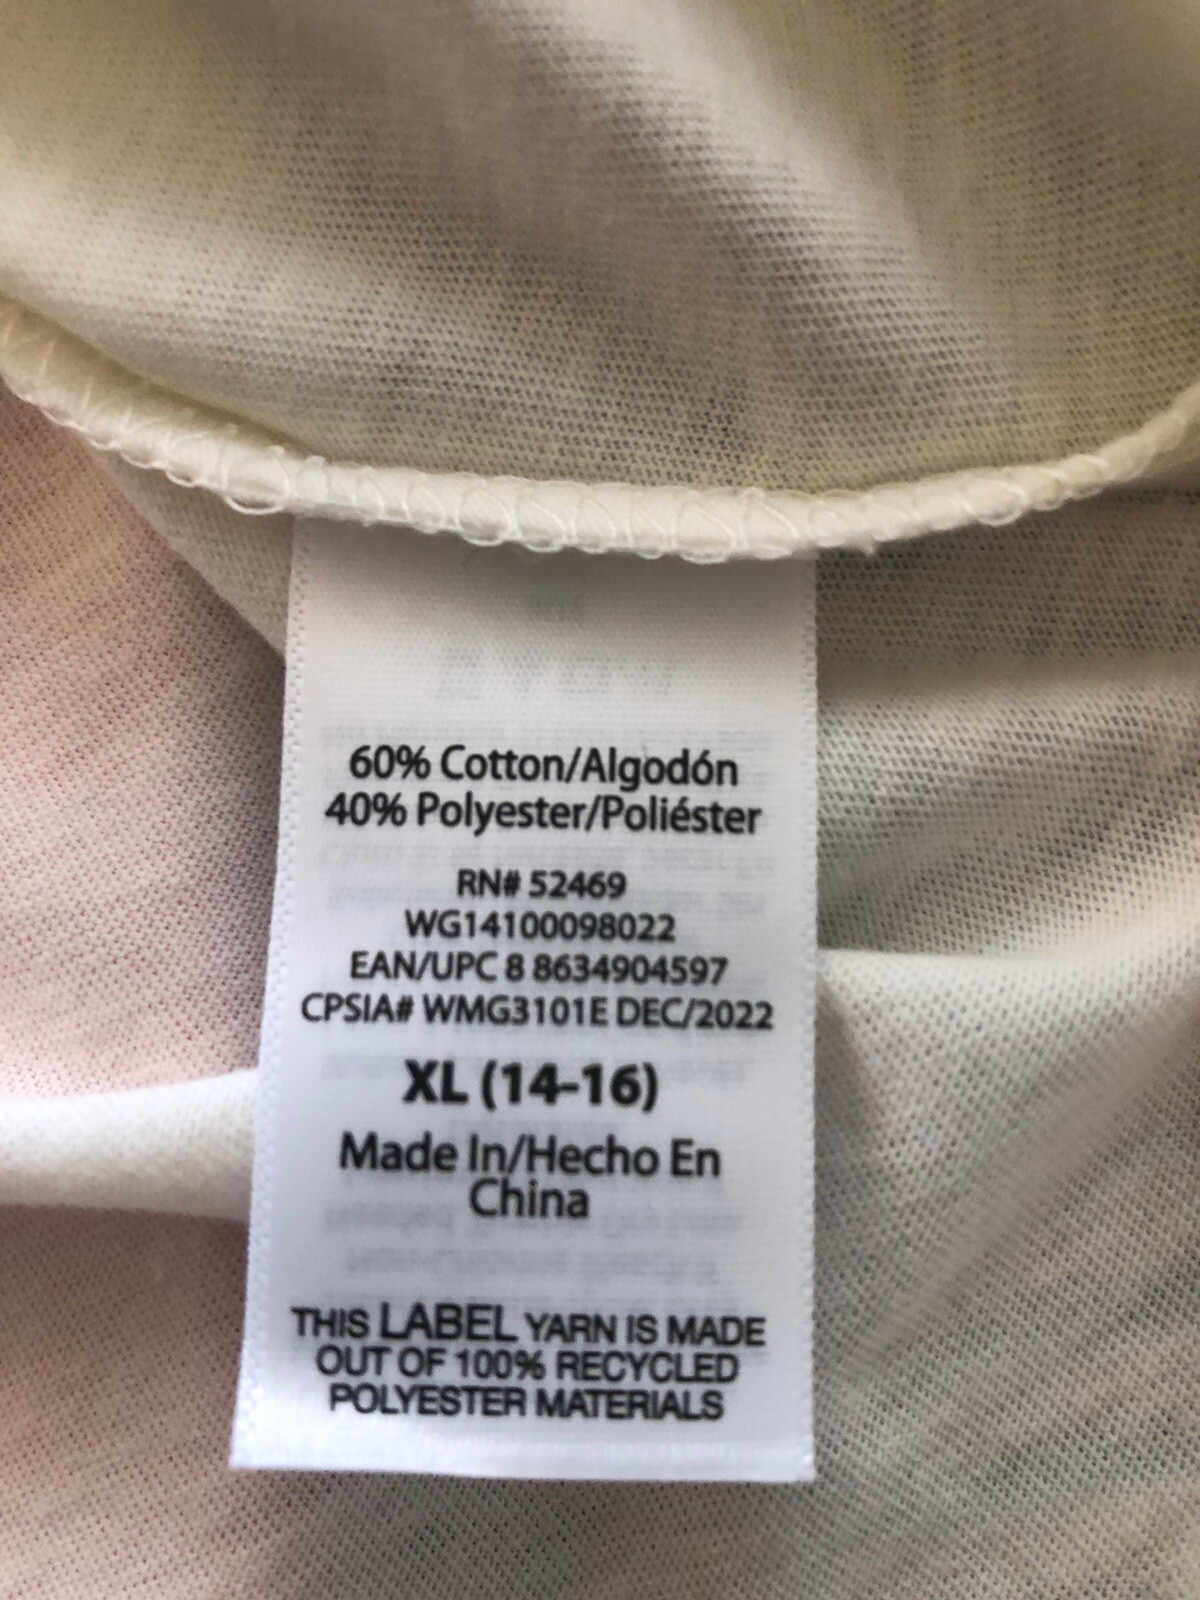 60% Cotton/Algodón
40% Polyester/Poliéster
RN# 52469
WG14100098022
EAN/UPC 8 8634904597
CPSIA# WMG3101E DEC/2022
XL (14-16)
Made In/Hecho En
China
THIS LABEL YARN IS MADE
OUT OF 100% RECYCLED
POLYESTER MATERIALS